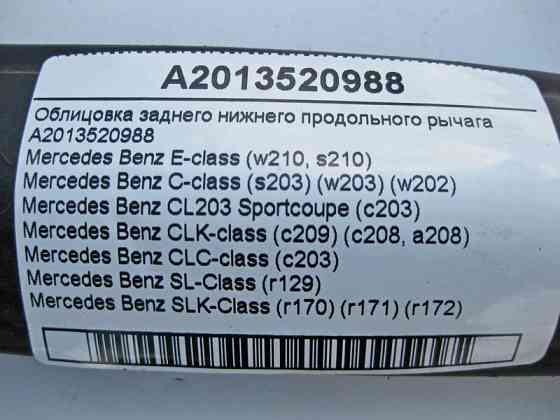 A2013520988
Облицовка заднего нижнего продольного рычага
A2013520988
Mercedes Benz E-class (w210, s210)
Mercedes Benz C-class (s203) (w203) (w202)
Mercedes Benz CL203 Sportcoupe (c203)
Mercedes Benz CLK-class (c209) (c208, a208)
Mercedes Benz CLC-class (c203)
Mercedes Benz SL-Class (r129)
Mercedes Benz SLK-Class (r170) (r171) (r172)